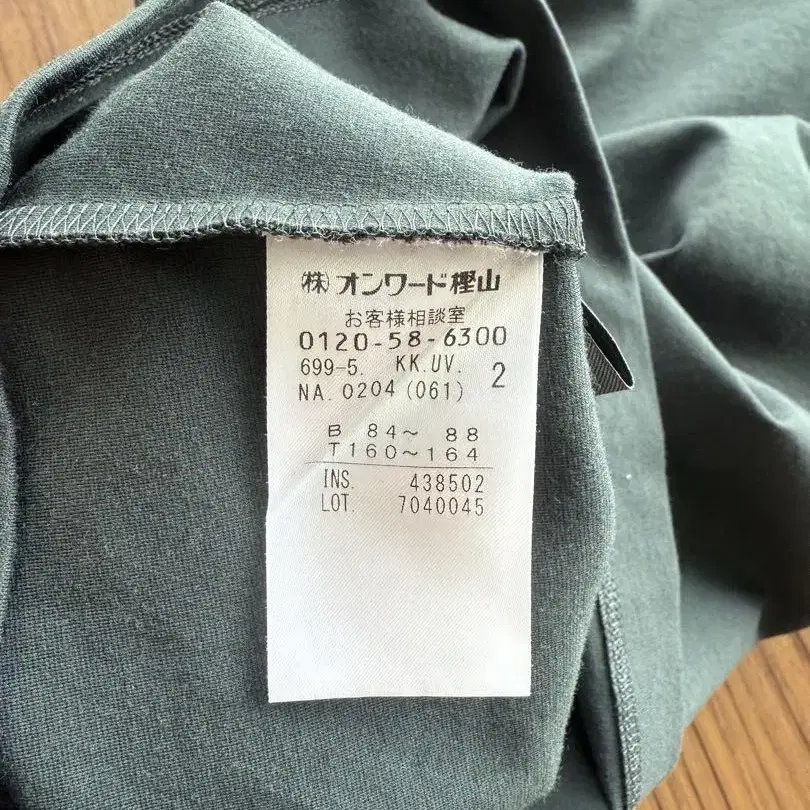 ㈱オンワード樫山
お客様相談室
0120-58-6300
699-5. KK.UV. 2
NA. 0204 (061)
B 84～ 88
T160～164
INS. 438502
LOT. 7040045